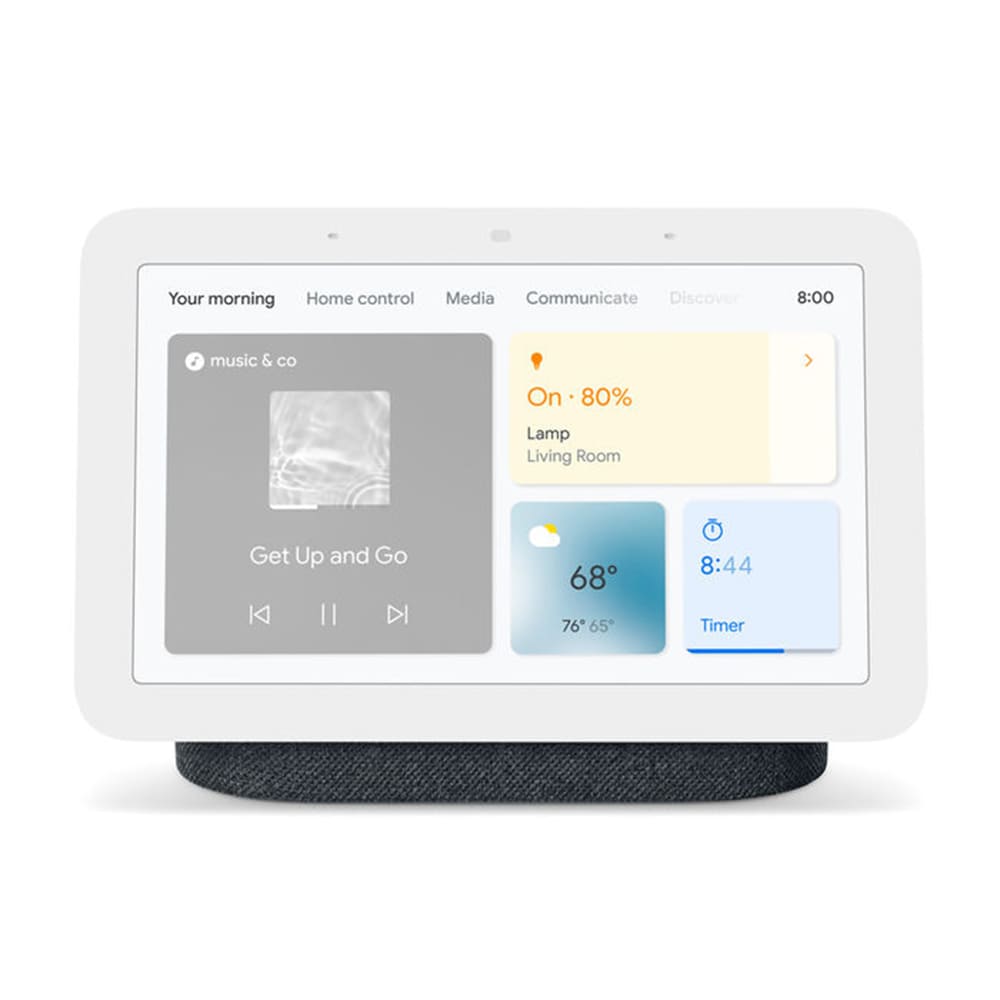 Your morning Home control Media Communicate Discover 8:00
music & co
Get Up and Go
On · 80%
Lamp
Living Room
68°
76° 65°
8:44
Timer